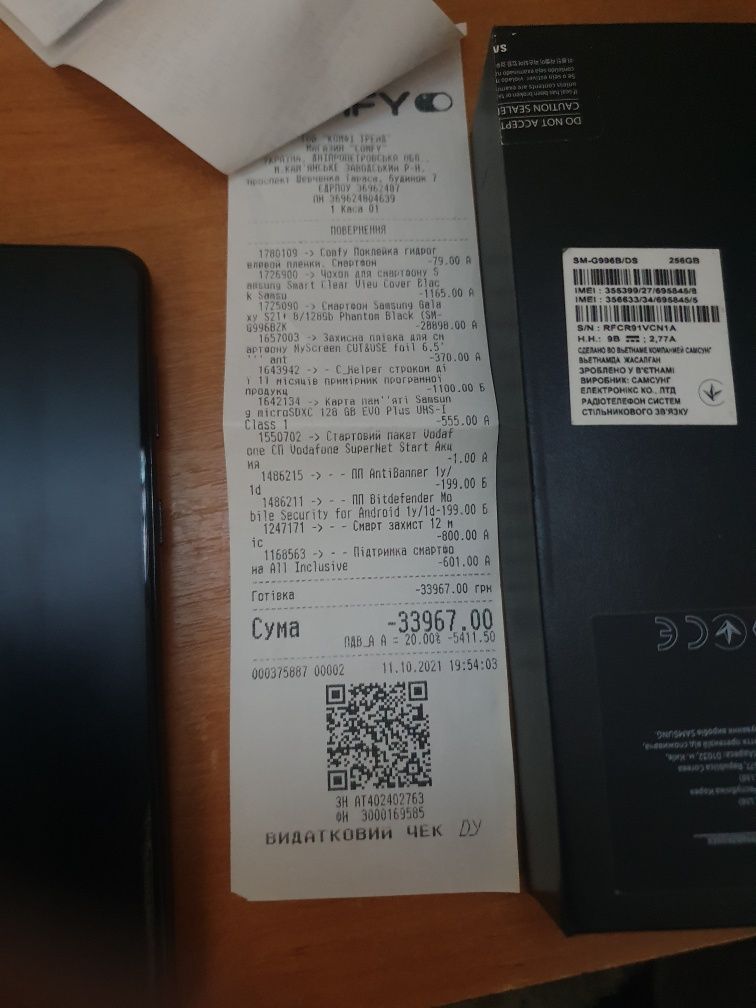 MFY
ТОВ "КОМФІ ТРЕЙД"
МАГАЗИН "COMFY"
УКРАЇНА, ДНІПРОПЕТРОВСЬКА ОБЛ.,
М.КАМ'ЯНСЬКЕ ЗАВОДСЬКИЙ Р-Н,
проспект Шевченка Тараса, будинок 7
ЄДРПОУ 36962487
ПН 369624804639
1 Каса 01
ПОВЕРНЕННЯ
1780109 -> Comfy Поклейка гидрог
елевой пленки. Смартфон -79.00 А
1726900 -> Чохол для смартфону S
amsung Smart Clear View Cover Blac
k Samsu -1165.00 А
1725090 -> Смартфон Samsung Gala
xy S21+ 8/128Gb Phantom Black (SM-
G996BZK -28898.00 А
1657003 -> Захисна плівка для см
артфону MyScreen CUT&USE foil 6.5'
'' ant -370.00 А
1643942 -> - C_Helper строком ді
ї 11 місяців примірник програмної
продукц -1100.00 Б
1642134 -> Карта пам''яті Samsun
g microSDXC 128 GB EVO Plus UHS-I
Class 1 -555.00 А
1550702 -> Стартовий пакет Vodaf
one СП Vodafone SuperNet Start Акц
ия -1.00 А
1486215 -> - - ПП AntiBanner 1y/
1d -199.00 Б
1486211 -> - - ПП Bitdefender Mo
bile Security for Android 1y/1d-199.00 Б
1247171 -> - - Смарт захист 12 м
іс -800.00 А
1168563 -> - - Підтримка смартфо
на All Inclusive -601.00 А
Готівка -33967.00 грн
Сума -33967.00
ПДВ_А А = 20.00% -5411.50
000375887 00002 11.10.2021 19:54:03
ЗН АТ402402763
ФН 3000169585
ВИДАТКОВИЙ ЧЕК DY
DO NOT ACCEPT
CAUTION SEALE
SM-G996B/DS 256GB
IMEI : 355399/27/695845/8
IMEI : 356633/34/695845/5
S/N : RFCR91VCN1A
Н.Н.: 9В ⎓; 2,77А
СДЕЛАНО ВО ВЬЕТНАМЕ КОМПАНИЕЙ САМСУНГ
ВЬЕТНАМДА ЖАСАЛҒАН
ЗРОБЛЕНО У В'ЄТНАМІ
ВИРОБНИК: САМСУНГ
ЕЛЕКТРОНІКС КО., ЛТД
РАДІОТЕЛЕФОН СИСТЕМ
СТІЛЬНИКОВОГО ЗВ'ЯЗКУ